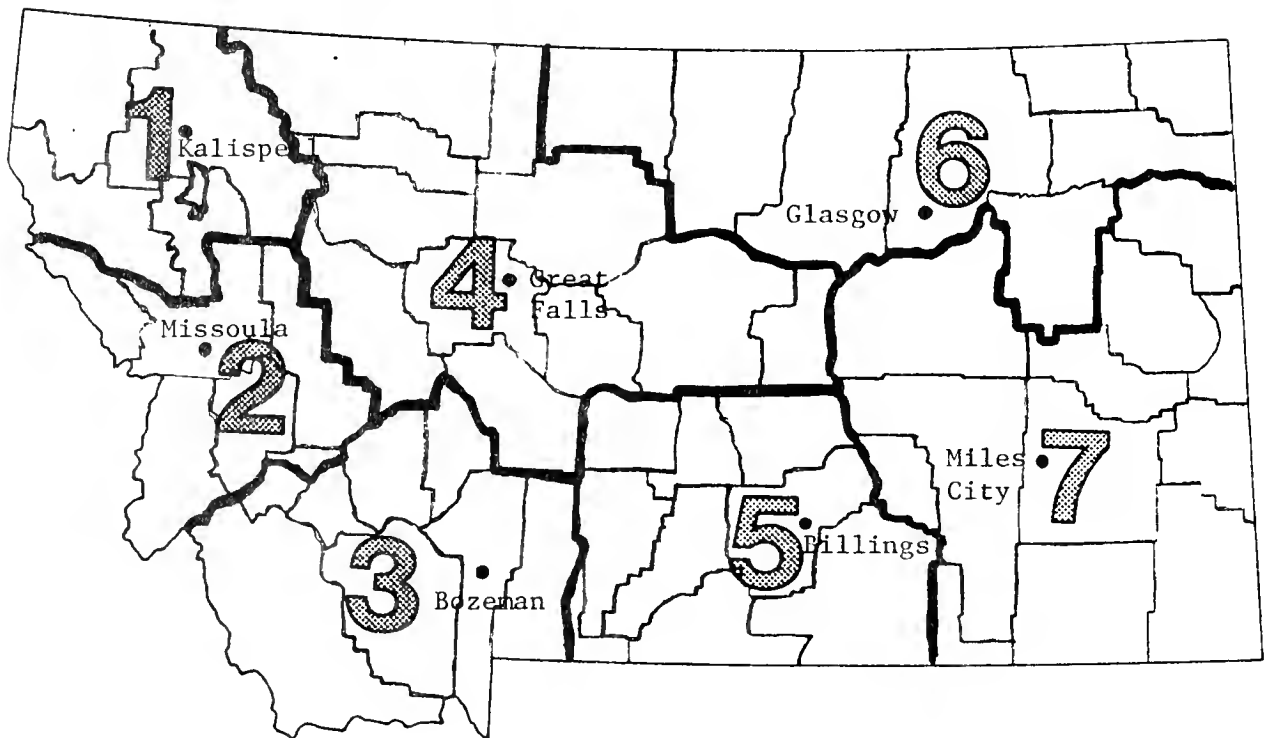 1
Kalispell
6
Glasgow
4
Great
Falls
Missoula
2
Miles
City
7
5
Billings
3
Bozeman